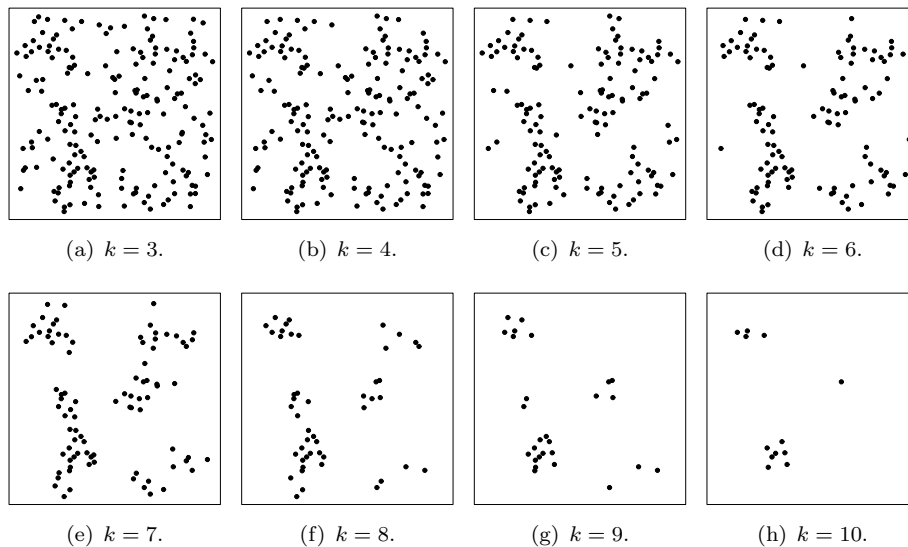 (a) k = 3. (b) k = 4. (c) k = 5. (d) k = 6.
(e) k = 7. (f) k = 8. (g) k = 9. (h) k = 10.